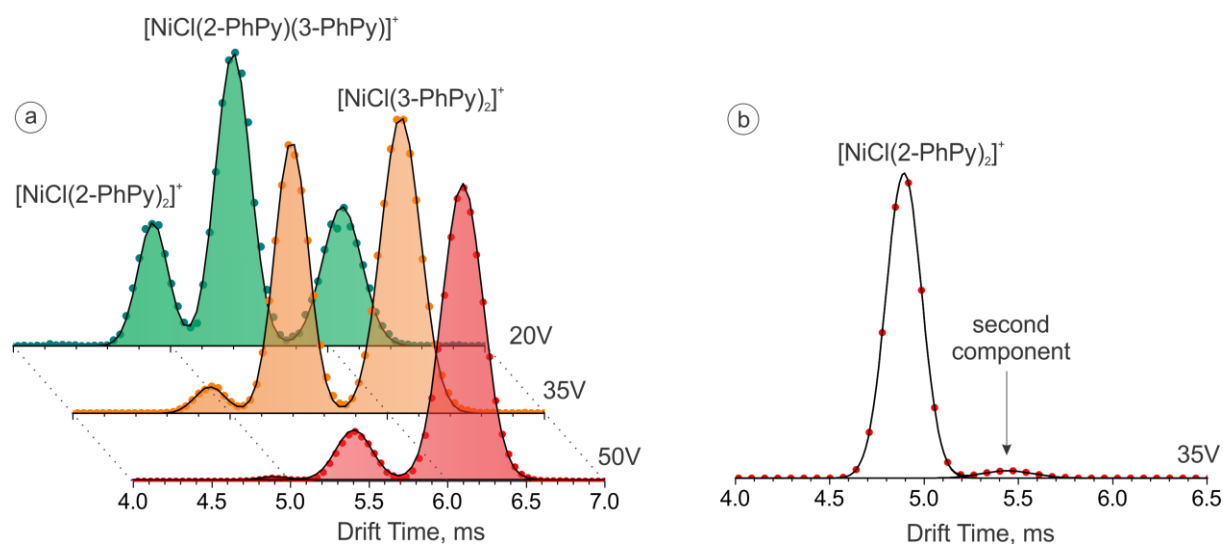 a
[NiCl(2-PhPy)(3-PhPy)]⁺
[NiCl(3-PhPy)₂]⁺
[NiCl(2-PhPy)₂]⁺
20V
35V
50V
4.0 4.5 5.0 5.5 6.0 6.5 7.0
Drift Time, ms
b
[NiCl(2-PhPy)₂]⁺
second
component
35V
4.0 4.5 5.0 5.5 6.0 6.5
Drift Time, ms